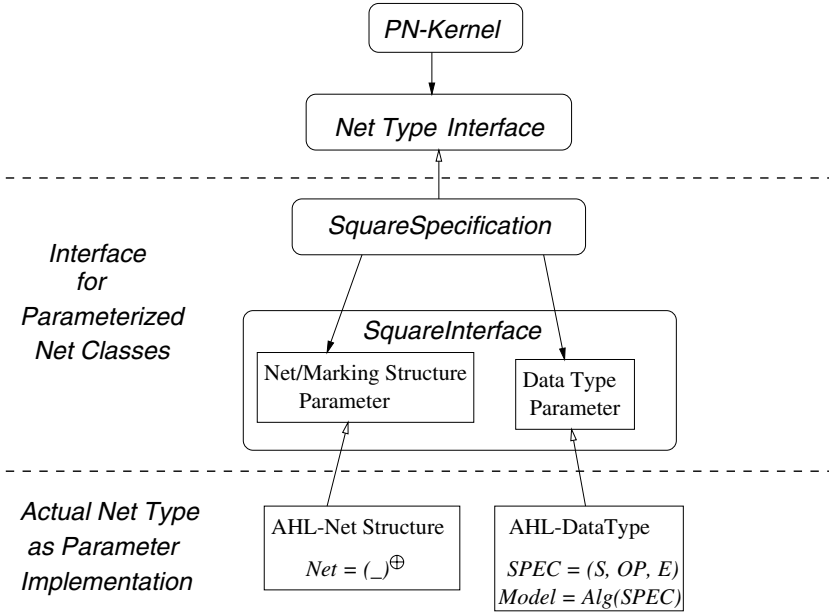 PN-Kernel
Net Type Interface
SquareSpecification
Interface
for
Parameterized
Net Classes
SquareInterface
Net/Marking Structure
Parameter
Data Type
Parameter
Actual Net Type
as Parameter
Implementation
AHL-Net Structure
Net = (_)⊕
AHL-DataType
SPEC = (S, OP, E)
Model = Alg(SPEC)